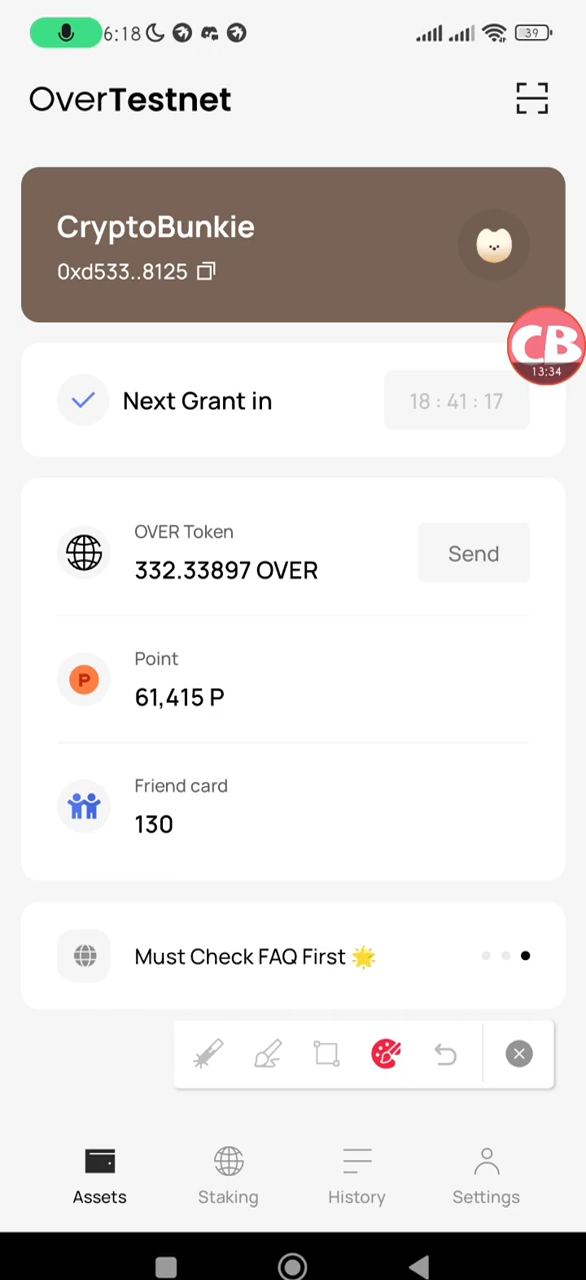 6:18
39
OverTestnet
CryptoBunkie
0xd533..8125
CB
13:34
Next Grant in
18 : 41 : 17
OVER Token
332.33897 OVER
Send
P
Point
61,415 P
Friend card
130
Must Check FAQ First 🌟
Assets
Staking
History
Settings